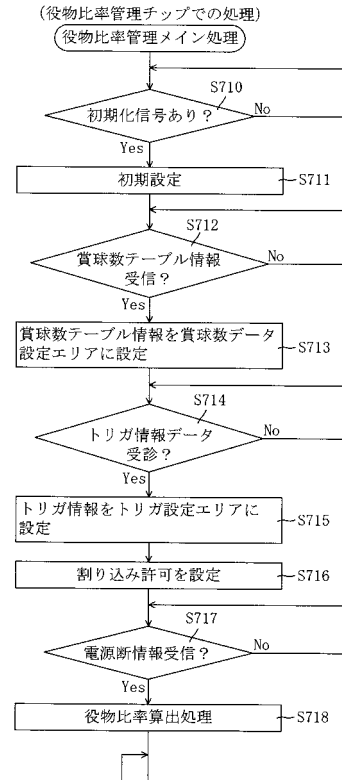 (役物比率管理チップでの処理)
役物比率管理メイン処理
S710
初期化信号あり？
No
Yes
初期設定
S711
S712
賞球数テーブル情報
受信？
No
Yes
賞球数テーブル情報を賞球数データ
設定エリアに設定
S713
S714
トリガ情報データ
受診？
No
Yes
トリガ情報をトリガ設定エリアに
設定
S715
割り込み許可を設定
S716
S717
電源断情報受信？
No
Yes
役物比率算出処理
S718